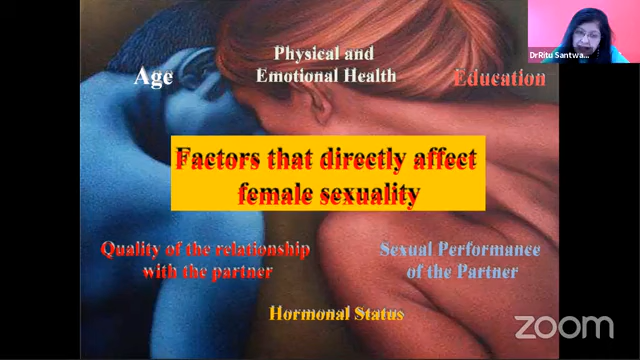 DrRitu Santwa...
Physical and
Emotional Health
Age
Education
Factors that directly affect
female sexuality
Quality of the relationship
with the partner
Sexual Performance
of the Partner
Hormonal Status
zoom